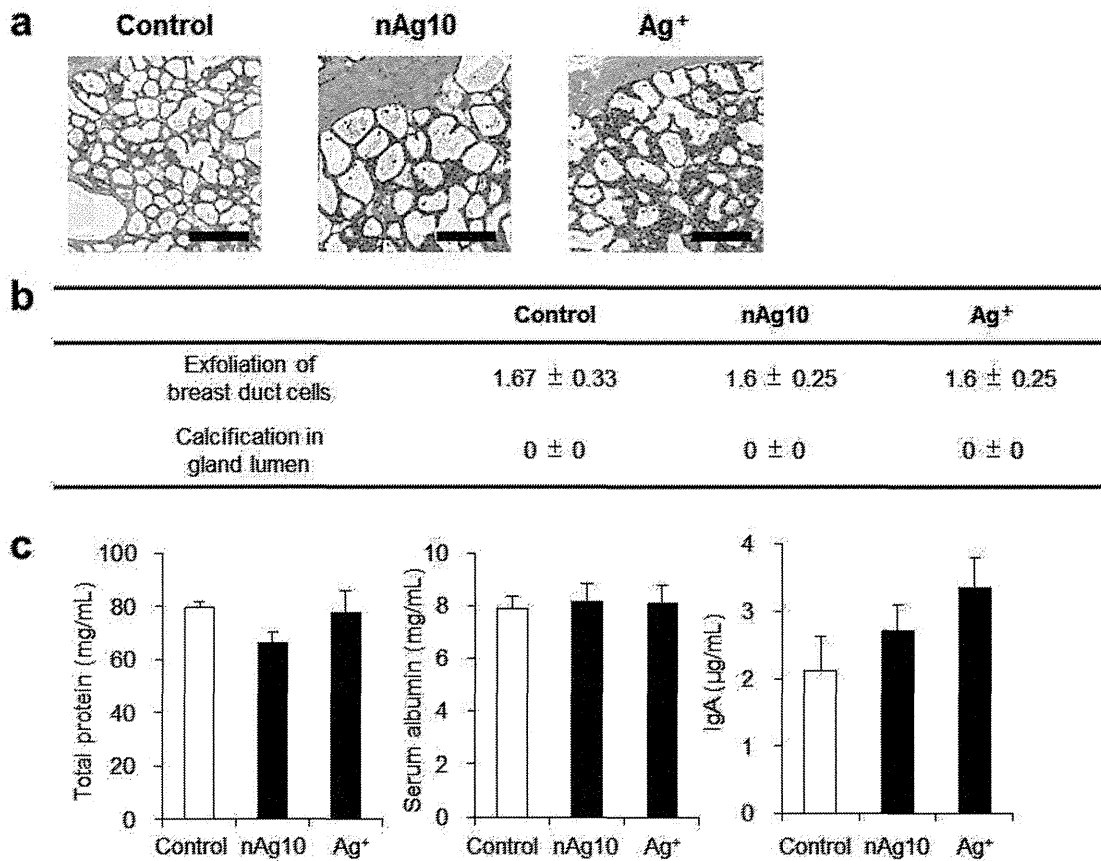 a
Control nAg10 Ag⁺
b
Control nAg10 Ag⁺
Exfoliation of
breast duct cells
1.67 ± 0.33 1.6 ± 0.25 1.6 ± 0.25
Calcification in
gland lumen
0 ± 0 0 ± 0 0 ± 0
c
Total protein (mg/mL)
100
80
60
40
20
0
Control nAg10 Ag⁺
Serum albumin (mg/mL)
10
8
6
4
2
0
Control nAg10 Ag⁺
IgA (µg/mL)
4
3
2
1
0
Control nAg10 Ag⁺